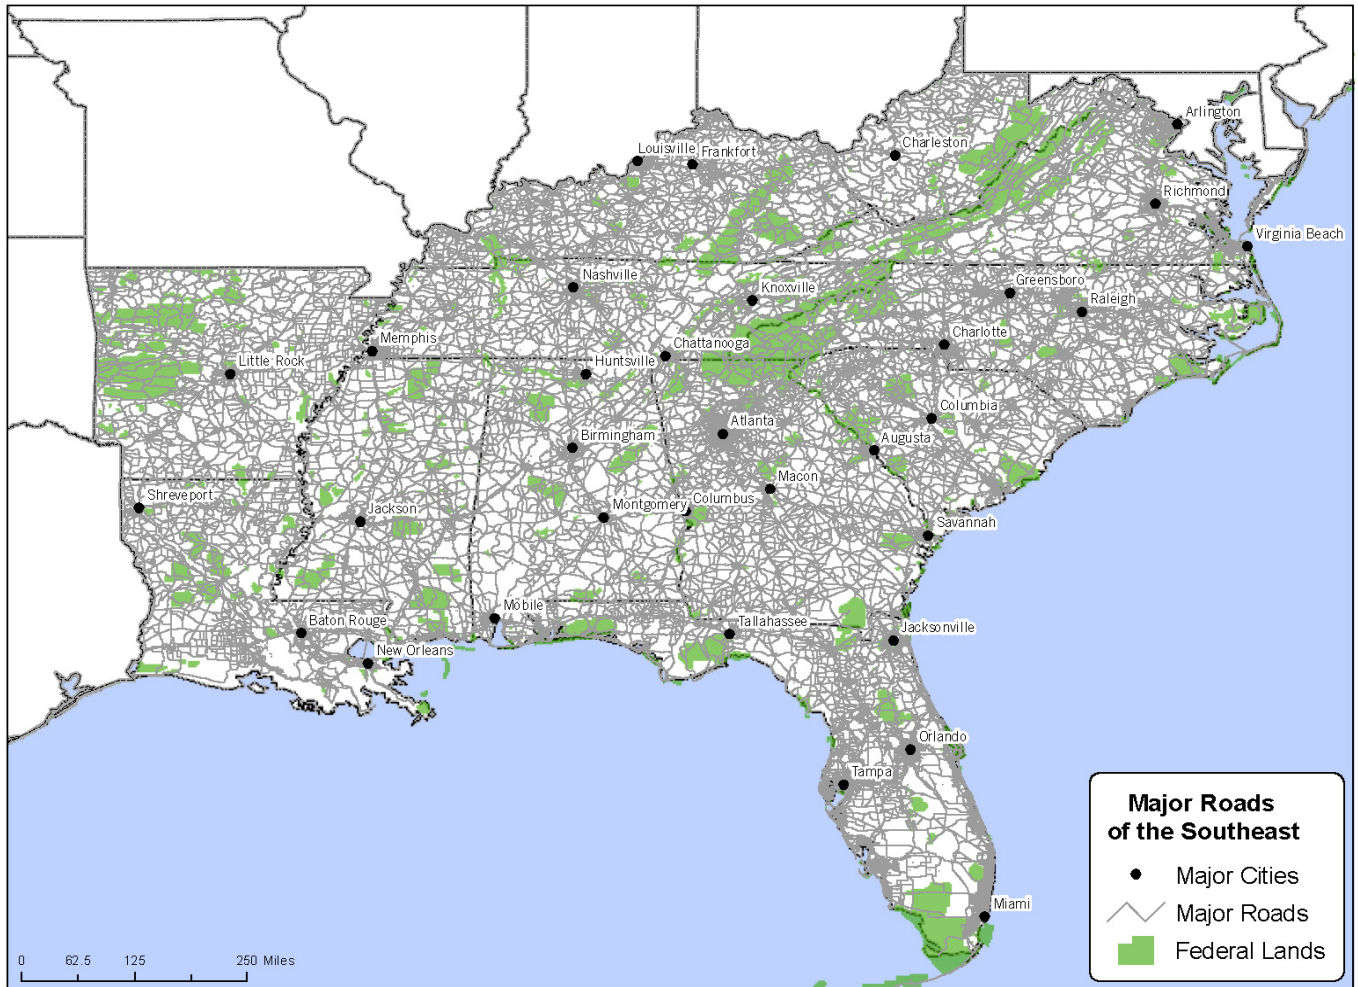 Arlington
Charleston
Louisville
Frankfort
Richmond
Virginia Beach
Nashville
Knoxville
Greensboro
Raleigh
Memphis
Chattanooga
Charlotte
Little Rock
Huntsville
Columbia
Atlanta
Birmingham
Augusta
Macon
Shreveport
Jackson
Montgomery
Columbus
Savannah
Mobile
Baton Rouge
Tallahassee
Jacksonville
New Orleans
Orlando
Tampa
Miami
Major Roads
of the Southeast
Major Cities
Major Roads
Federal Lands
0 62.5 125 250 Miles